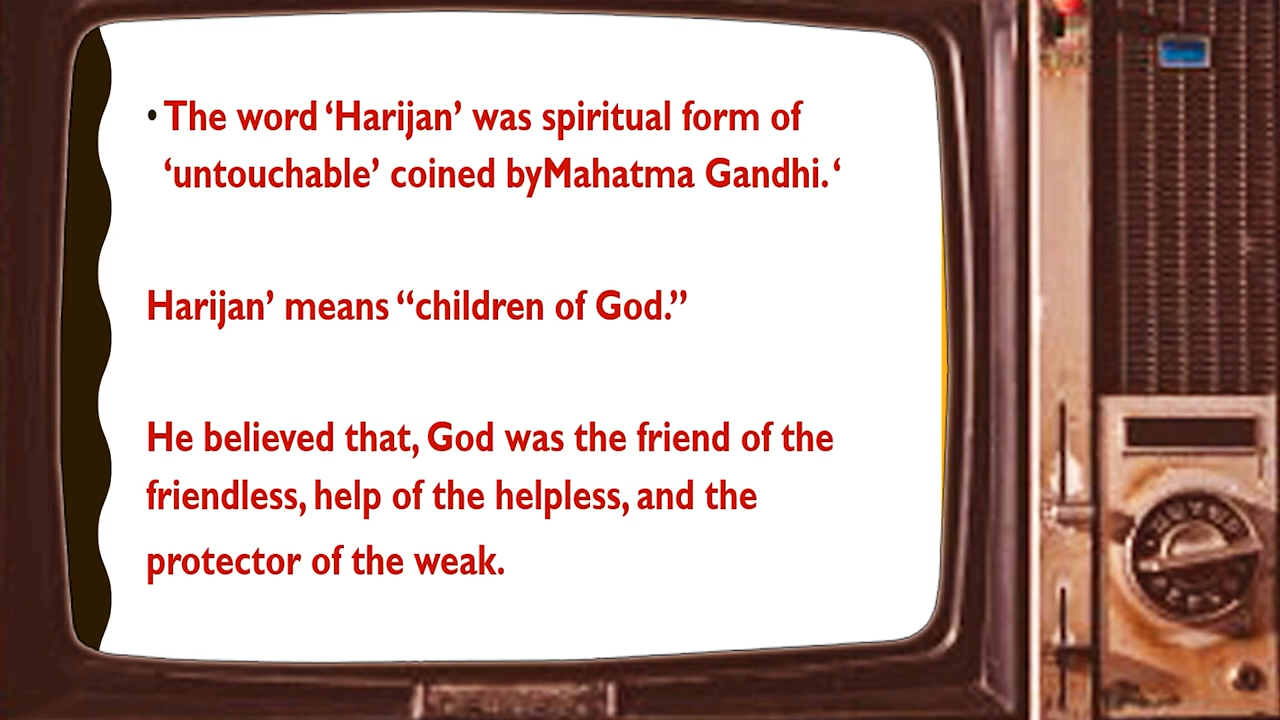 • The word ‘Harijan’ was spiritual form of
‘untouchable’ coined byMahatma Gandhi. ‘
Harijan’ means “children of God.”
He believed that, God was the friend of the
friendless, help of the helpless, and the
protector of the weak.